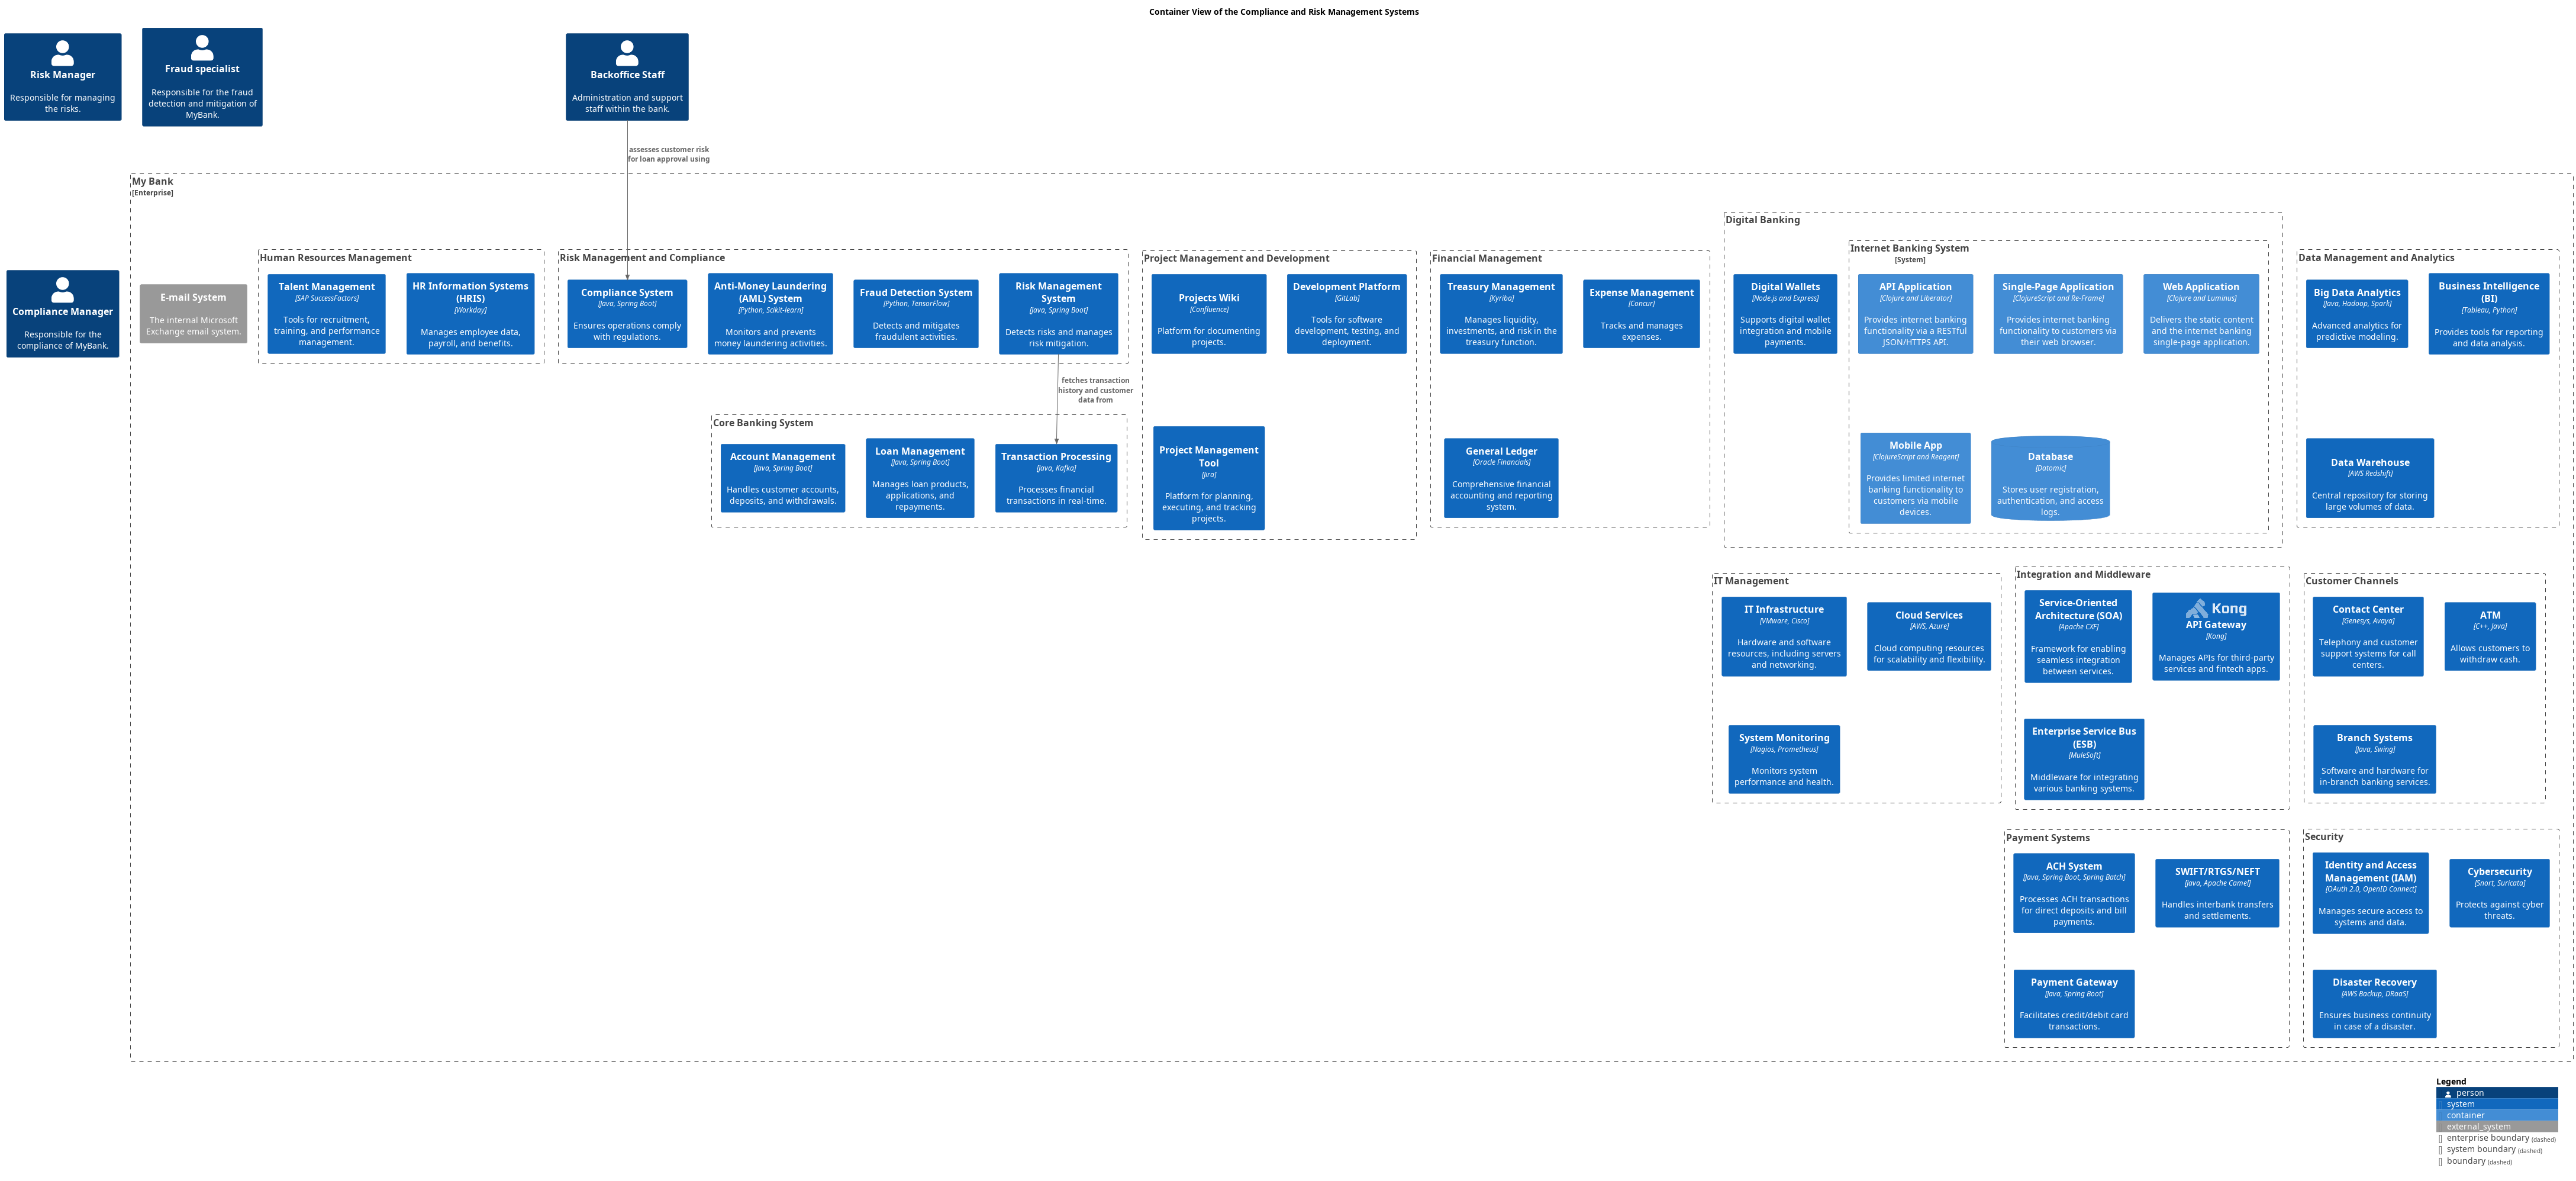 Container View of the Compliance and Risk Management Systems
Risk Manager
Responsible for managing
the risks.
Fraud specialist
Responsible for the fraud
detection and mitigation of
MyBank.
Backoffice Staff
Administration and support
staff within the bank.
assesses customer risk
for loan approval using
My Bank
[Enterprise]
Compliance Manager
Responsible for the
compliance of MyBank.
E-mail System
The internal Microsoft
Exchange email system.
Human Resources Management
Talent Management
[SAP SuccessFactors]
Tools for recruitment,
training, and performance
management.
HR Information Systems
(HRIS)
[Workday]
Manages employee data,
payroll, and benefits.
Risk Management and Compliance
Compliance System
[Java, Spring Boot]
Ensures operations comply
with regulations.
Anti-Money Laundering
(AML) System
[Python, Scikit-learn]
Monitors and prevents
money laundering activities.
Fraud Detection System
[Python, TensorFlow]
Detects and mitigates
fraudulent activities.
Risk Management
System
[Java, Spring Boot]
Detects risks and manages
risk mitigation.
fetches transaction
history and customer
data from
Core Banking System
Account Management
[Java, Spring Boot]
Handles customer accounts,
deposits, and withdrawals.
Loan Management
[Java, Spring Boot]
Manages loan products,
applications, and
repayments.
Transaction Processing
[Java, Kafka]
Processes financial
transactions in real-time.
Project Management and Development
Projects Wiki
[Confluence]
Platform for documenting
projects.
Development Platform
[GitLab]
Tools for software
development, testing, and
deployment.
Project Management
Tool
[Jira]
Platform for planning,
executing, and tracking
projects.
Financial Management
Treasury Management
[Kyriba]
Manages liquidity,
investments, and risk in the
treasury function.
Expense Management
[Concur]
Tracks and manages
expenses.
General Ledger
[Oracle Financials]
Comprehensive financial
accounting and reporting
system.
Digital Banking
Digital Wallets
[Node.js and Express]
Supports digital wallet
integration and mobile
payments.
Internet Banking System
[System]
API Application
[Clojure and Liberator]
Provides internet banking
functionality via a RESTful
JSON/HTTPS API.
Single-Page Application
[ClojureScript and Re-Frame]
Provides internet banking
functionality to customers via
their web browser.
Web Application
[Clojure and Luminus]
Delivers the static content
and the internet banking
single-page application.
Mobile App
[ClojureScript and Reagent]
Provides limited internet
banking functionality to
customers via mobile
devices.
Database
[Datomic]
Stores user registration,
authentication, and access
logs.
Data Management and Analytics
Big Data Analytics
[Java, Hadoop, Spark]
Advanced analytics for
predictive modeling.
Business Intelligence
(BI)
[Tableau, Python]
Provides tools for reporting
and data analysis.
Data Warehouse
[AWS Redshift]
Central repository for storing
large volumes of data.
IT Management
IT Infrastructure
[VMware, Cisco]
Hardware and software
resources, including servers
and networking.
Cloud Services
[AWS, Azure]
Cloud computing resources
for scalability and flexibility.
System Monitoring
[Nagios, Prometheus]
Monitors system
performance and health.
Integration and Middleware
Service-Oriented
Architecture (SOA)
[Apache CXF]
Framework for enabling
seamless integration
between services.
Kong
API Gateway
[Kong]
Manages APIs for third-party
services and fintech apps.
Enterprise Service Bus
(ESB)
[MuleSoft]
Middleware for integrating
various banking systems.
Customer Channels
Contact Center
[Genesys, Avaya]
Telephony and customer
support systems for call
centers.
ATM
[C++, Java]
Allows customers to
withdraw cash.
Branch Systems
[Java, Swing]
Software and hardware for
in-branch banking services.
Payment Systems
ACH System
[Java, Spring Boot, Spring Batch]
Processes ACH transactions
for direct deposits and bill
payments.
SWIFT/RTGS/NEFT
[Java, Apache Camel]
Handles interbank transfers
and settlements.
Payment Gateway
[Java, Spring Boot]
Facilitates credit/debit card
transactions.
Security
Identity and Access
Management (IAM)
[OAuth 2.0, OpenID Connect]
Manages secure access to
systems and data.
Cybersecurity
[Snort, Suricata]
Protects against cyber
threats.
Disaster Recovery
[AWS Backup, DRaaS]
Ensures business continuity
in case of a disaster.
Legend
person
system
container
external_system
enterprise boundary (dashed)
system boundary (dashed)
boundary (dashed)